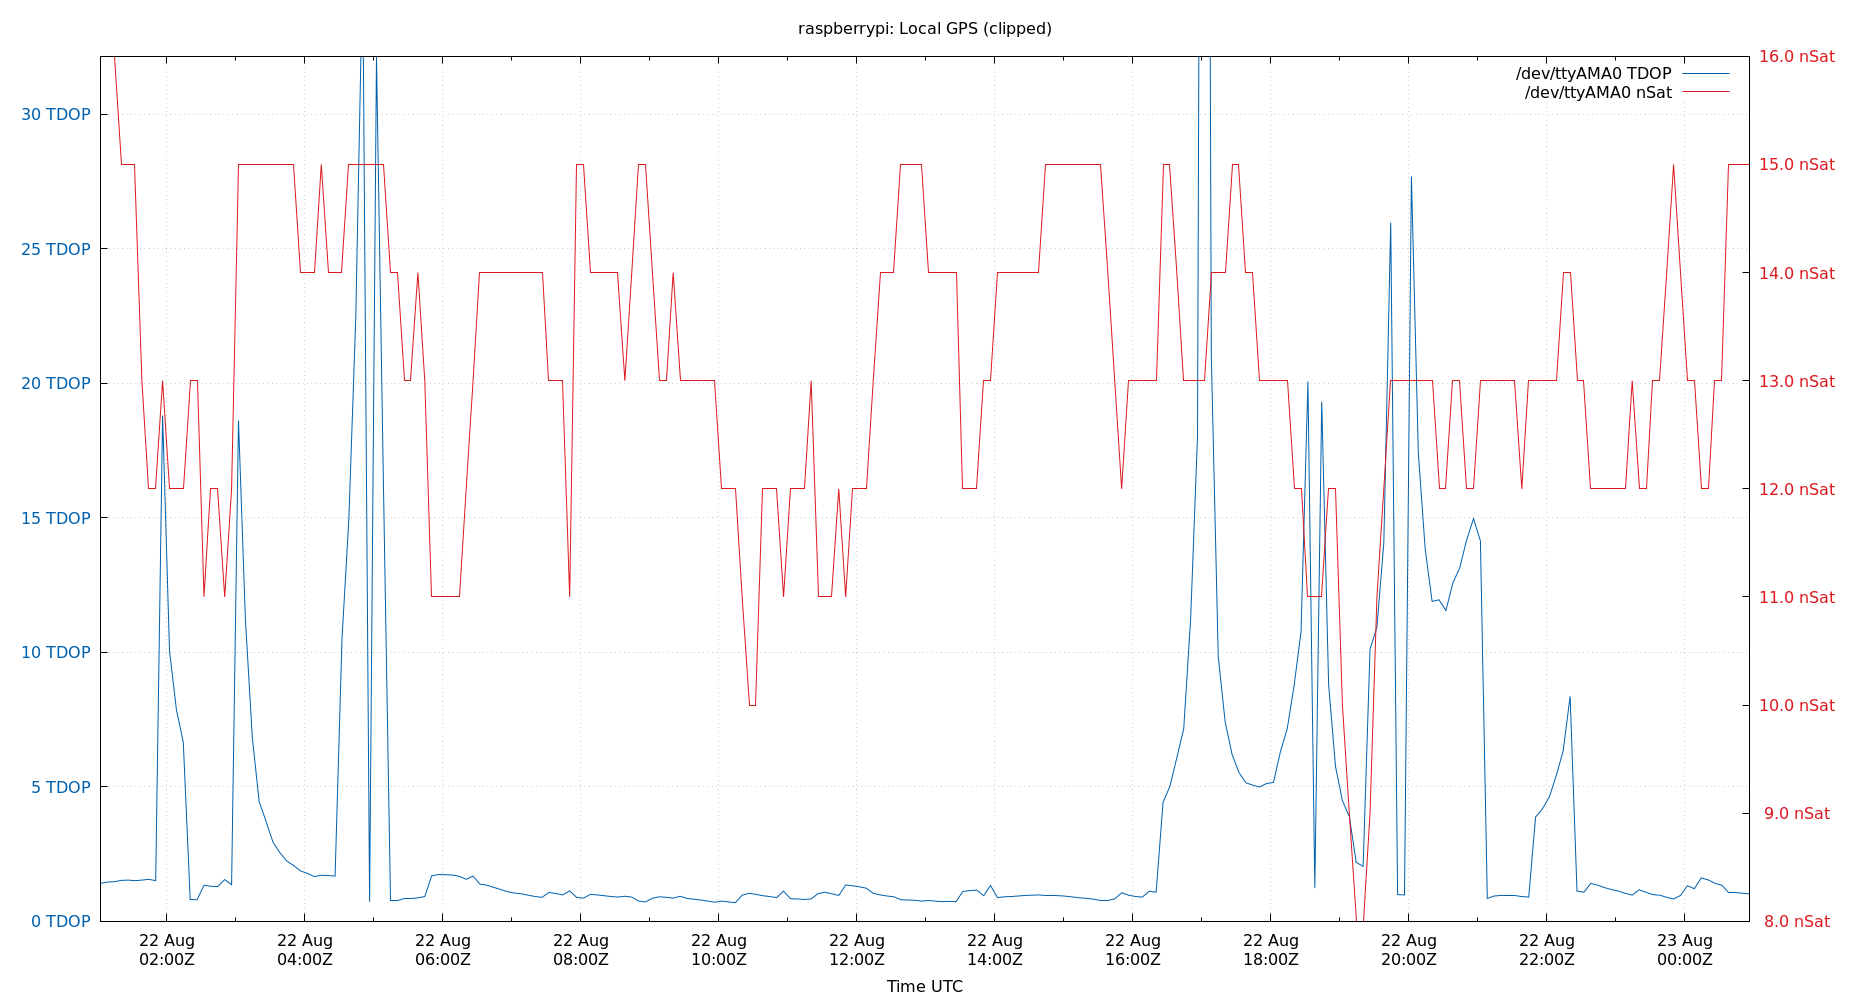 raspberrypi: Local GPS (clipped)
/dev/ttyAMA0 TDOP
/dev/ttyAMA0 nSat
30 TDOP
25 TDOP
20 TDOP
15 TDOP
10 TDOP
5 TDOP
0 TDOP
16.0 nSat
15.0 nSat
14.0 nSat
13.0 nSat
12.0 nSat
11.0 nSat
10.0 nSat
9.0 nSat
8.0 nSat
22 Aug
02:00Z
22 Aug
04:00Z
22 Aug
06:00Z
22 Aug
08:00Z
22 Aug
10:00Z
22 Aug
12:00Z
22 Aug
14:00Z
22 Aug
16:00Z
22 Aug
18:00Z
22 Aug
20:00Z
22 Aug
22:00Z
23 Aug
00:00Z
Time UTC